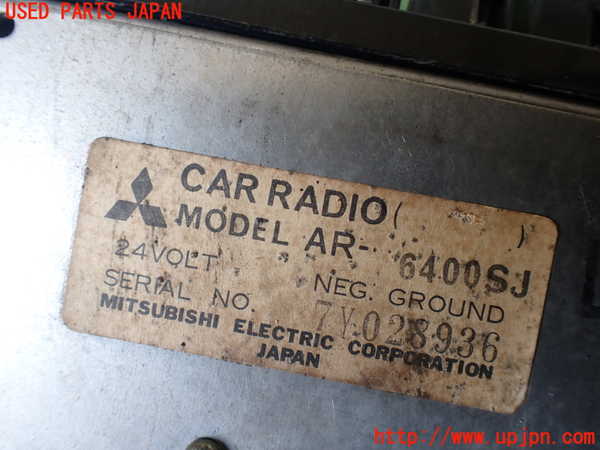 USED PARTS JAPAN
CAR RADIO ( )
MODEL AR- 6400SJ
24VOLT NEG. GROUND
SERIAL NO. 7Y028936
MITSUBISHI ELECTRIC CORPORATION
JAPAN
http://www.upjpn.com/